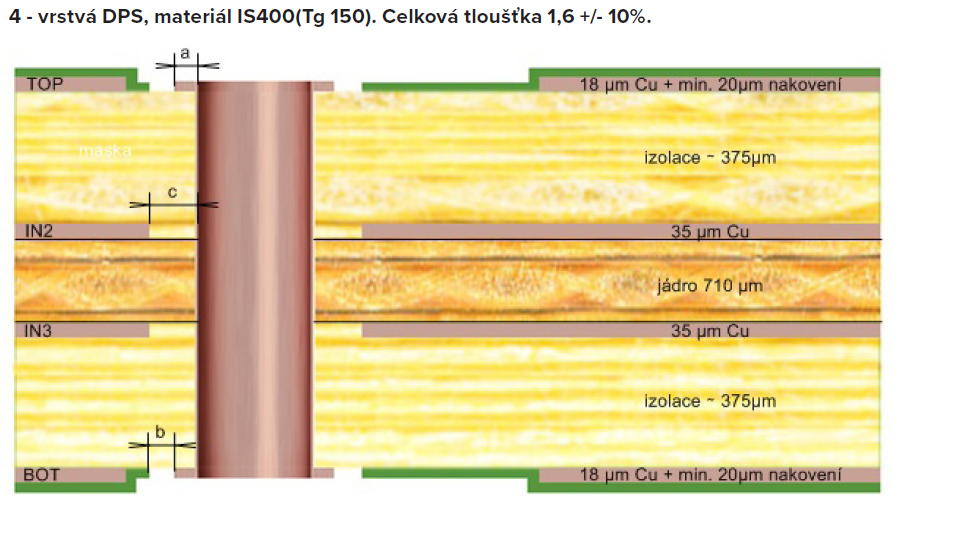 4 - vrstvá DPS, materiál IS400(Tg 150). Celková tloušťka 1,6 +/- 10%.
a
TOP
18 µm Cu + min. 20µm nakovení
maska
izolace ~ 375µm
c
IN2
35 µm Cu
jádro 710 µm
IN3
35 µm Cu
izolace ~ 375µm
b
BOT
18 µm Cu + min. 20µm nakovení